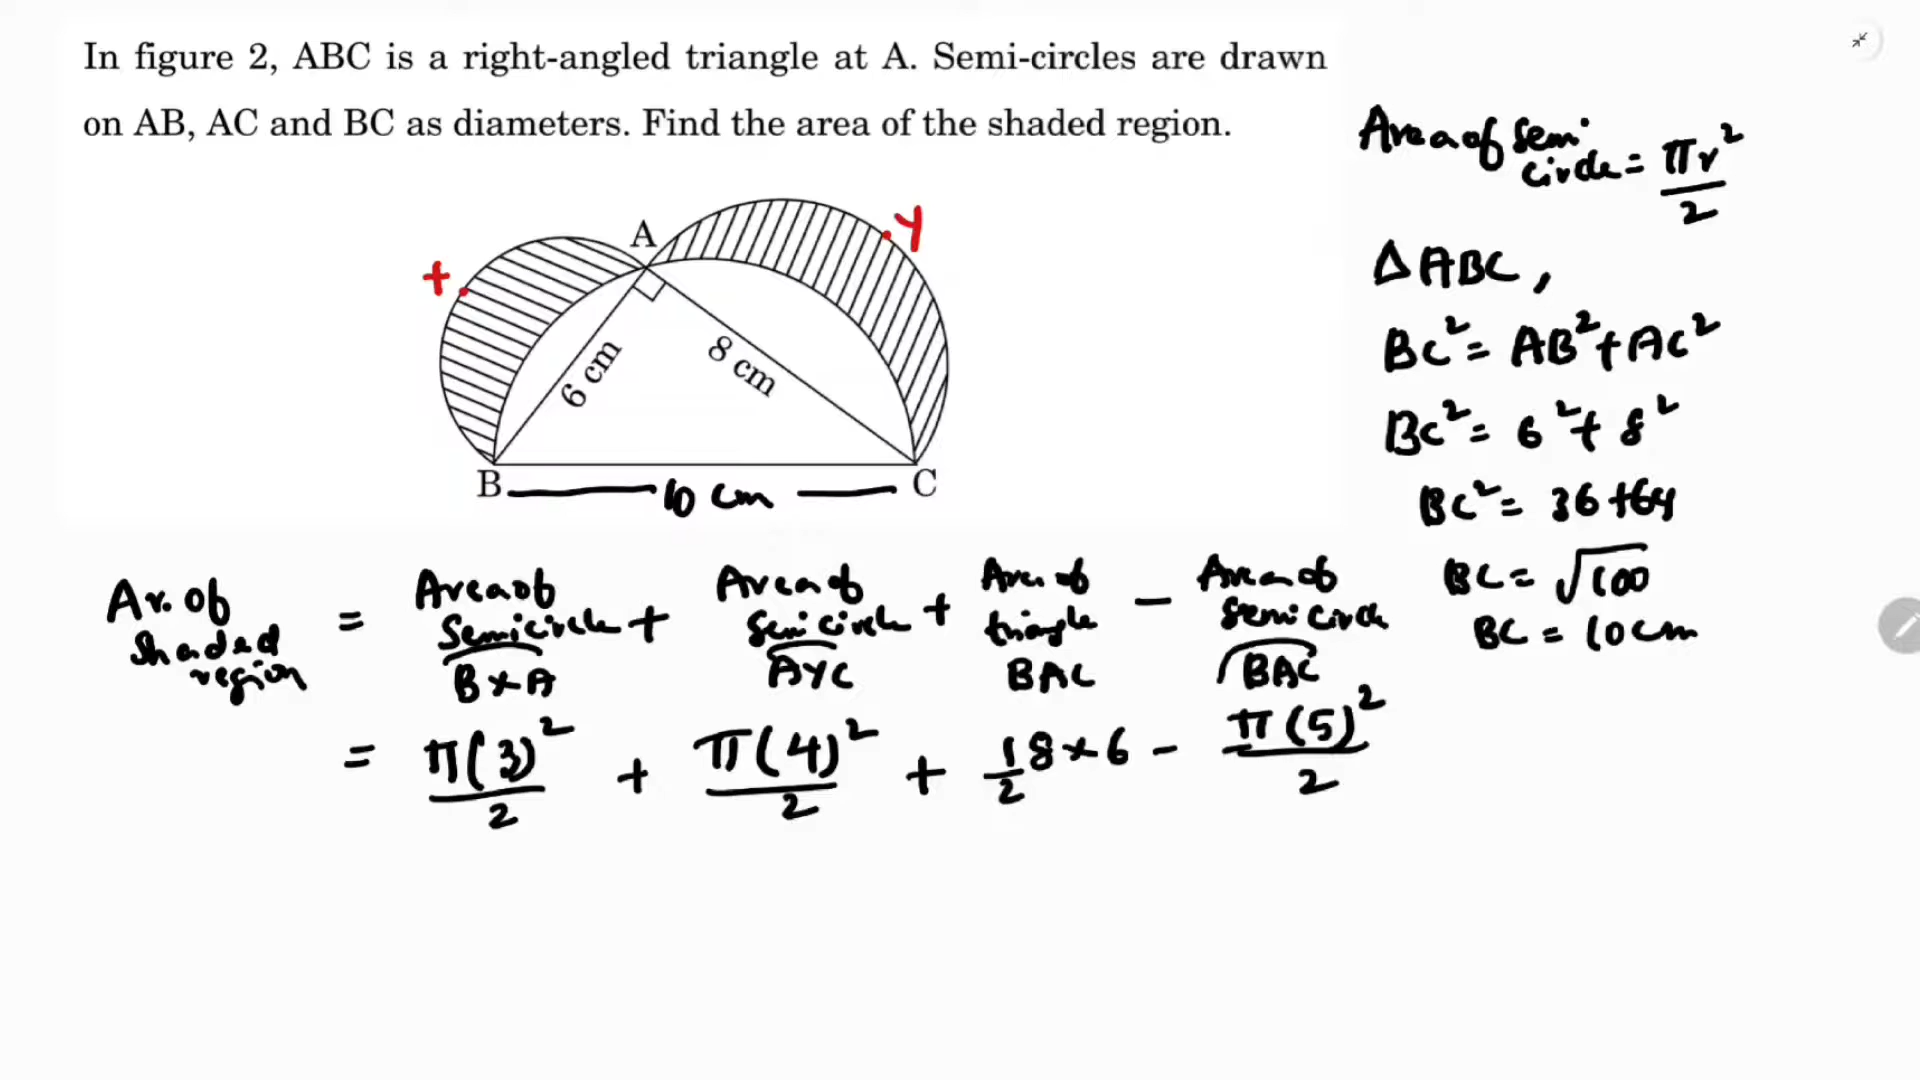 In figure 2, ABC is a right-angled triangle at A. Semi-circles are drawn
on AB, AC and BC as diameters. Find the area of the shaded region.
Area of semi
circle = πr²/2
A
+
y
6 cm
8 cm
B
10 cm
C
Δ ABC,
BC² = AB² + AC²
BC² = 6² + 8²
BC² = 36 + 64
BC = √100
BC = 10 cm
Ar. of shaded region = Area of semicircle BXA + Area of semicircle AYC + Area of triangle BAC - Area of semicircle BAC
= π(3)²/2 + π(4)²/2 + 1/2 8×6 - π(5)²/2